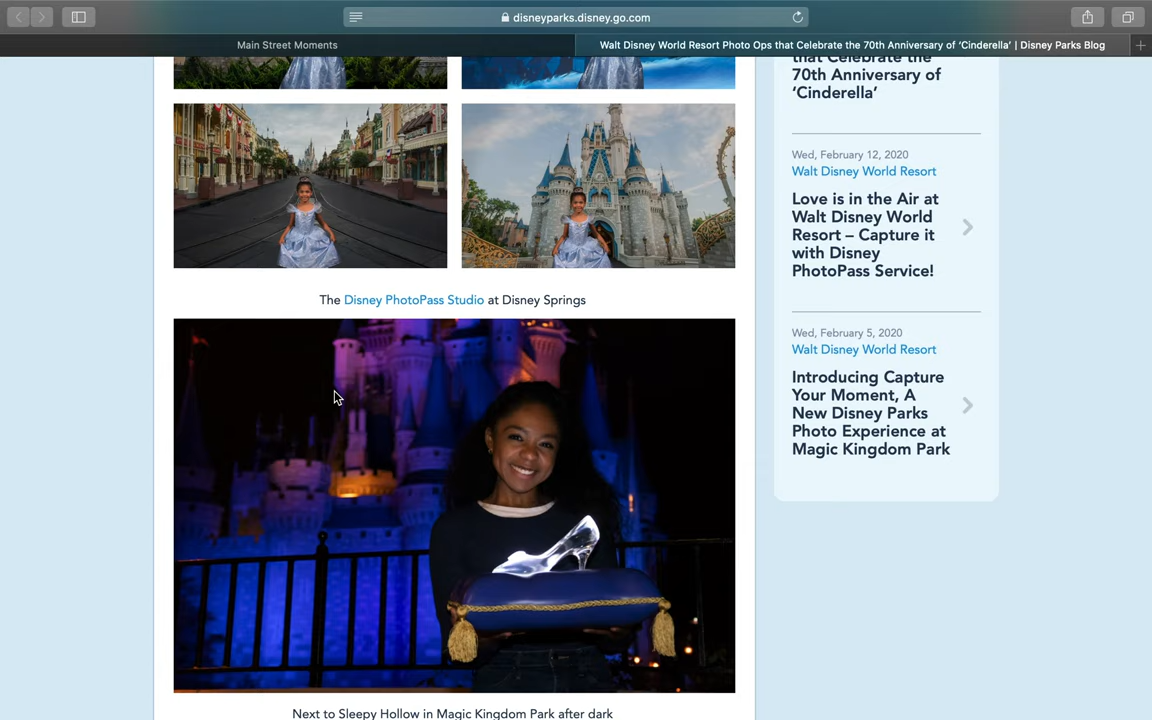 disneyparks.disney.go.com
Main Street Moments
Walt Disney World Resort Photo Ops that Celebrate the 70th Anniversary of ‘Cinderella’ | Disney Parks Blog
that Celebrate the
70th Anniversary of
‘Cinderella’
Wed, February 12, 2020
Walt Disney World Resort
Love is in the Air at
Walt Disney World
Resort – Capture it
with Disney
PhotoPass Service!
The Disney PhotoPass Studio at Disney Springs
Wed, February 5, 2020
Walt Disney World Resort
Introducing Capture
Your Moment, A
New Disney Parks
Photo Experience at
Magic Kingdom Park
Next to Sleepy Hollow in Magic Kingdom Park after dark